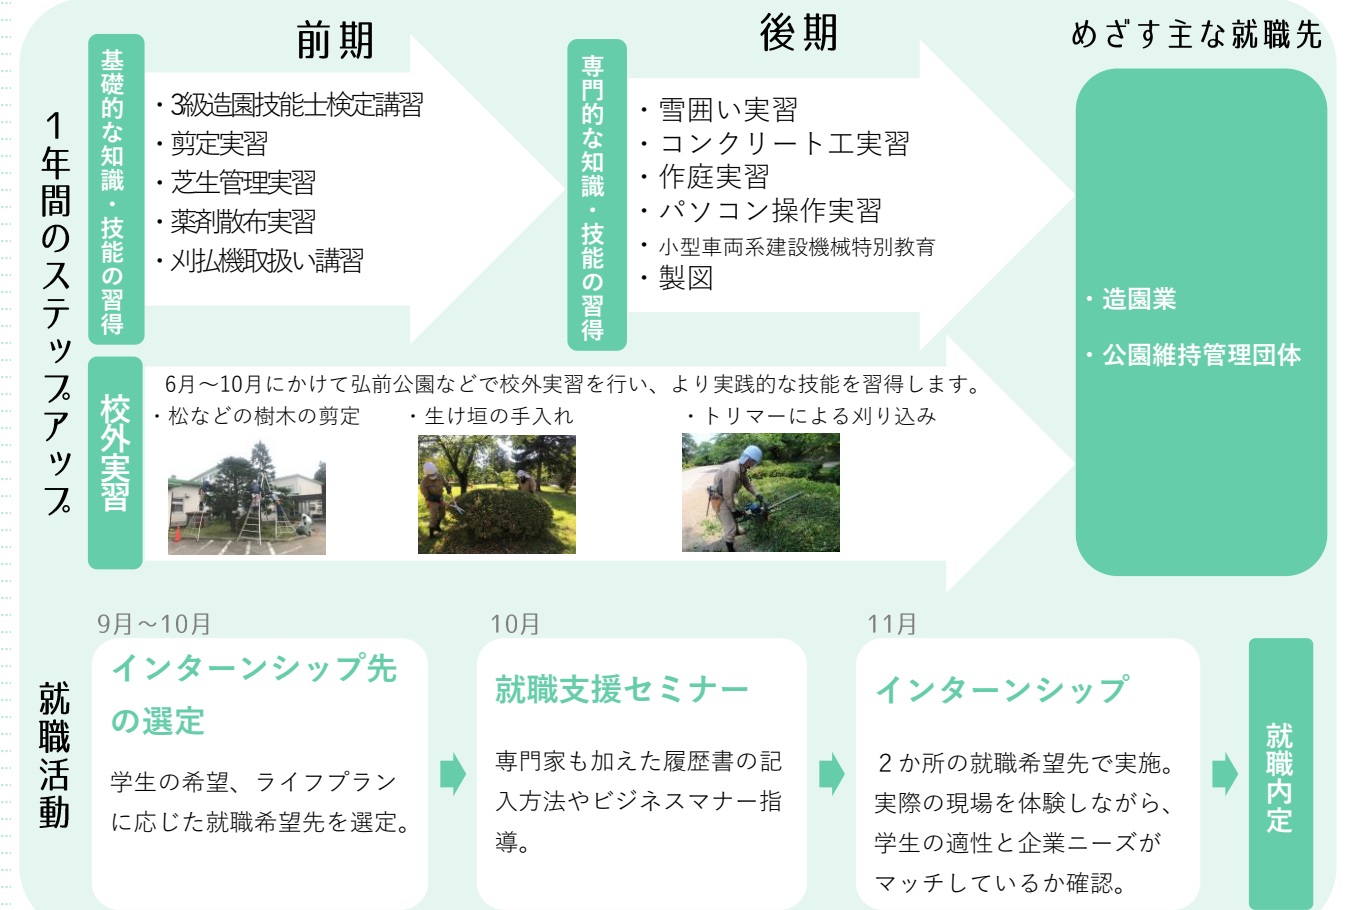 前期
後期
めざす主な就職先
1年間のステップアップ
基礎的な知識・技能の習得
・3級造園技能士検定講習
・剪定実習
・芝生管理実習
・薬剤散布実習
・刈払機取扱い講習
専門的な知識・技能の習得
・雪囲い実習
・コンクリート工実習
・作庭実習
・パソコン操作実習
・小型車両系建設機械特別教育
・製図
・造園業
・公園維持管理団体
校外実習
6月～10月にかけて弘前公園などで校外実習を行い、より実践的な技能を習得します。
・松などの樹木の剪定
・生け垣の手入れ
・トリマーによる刈り込み
就職活動
9月～10月
インターンシップ先
の選定
学生の希望、ライフプラン
に応じた就職希望先を選定。
10月
就職支援セミナー
専門家も加えた履歴書の記
入方法やビジネスマナー指
導。
11月
インターンシップ
２か所の就職希望先で実施。
実際の現場を体験しながら、
学生の適性と企業ニーズが
マッチしているか確認。
就職内定